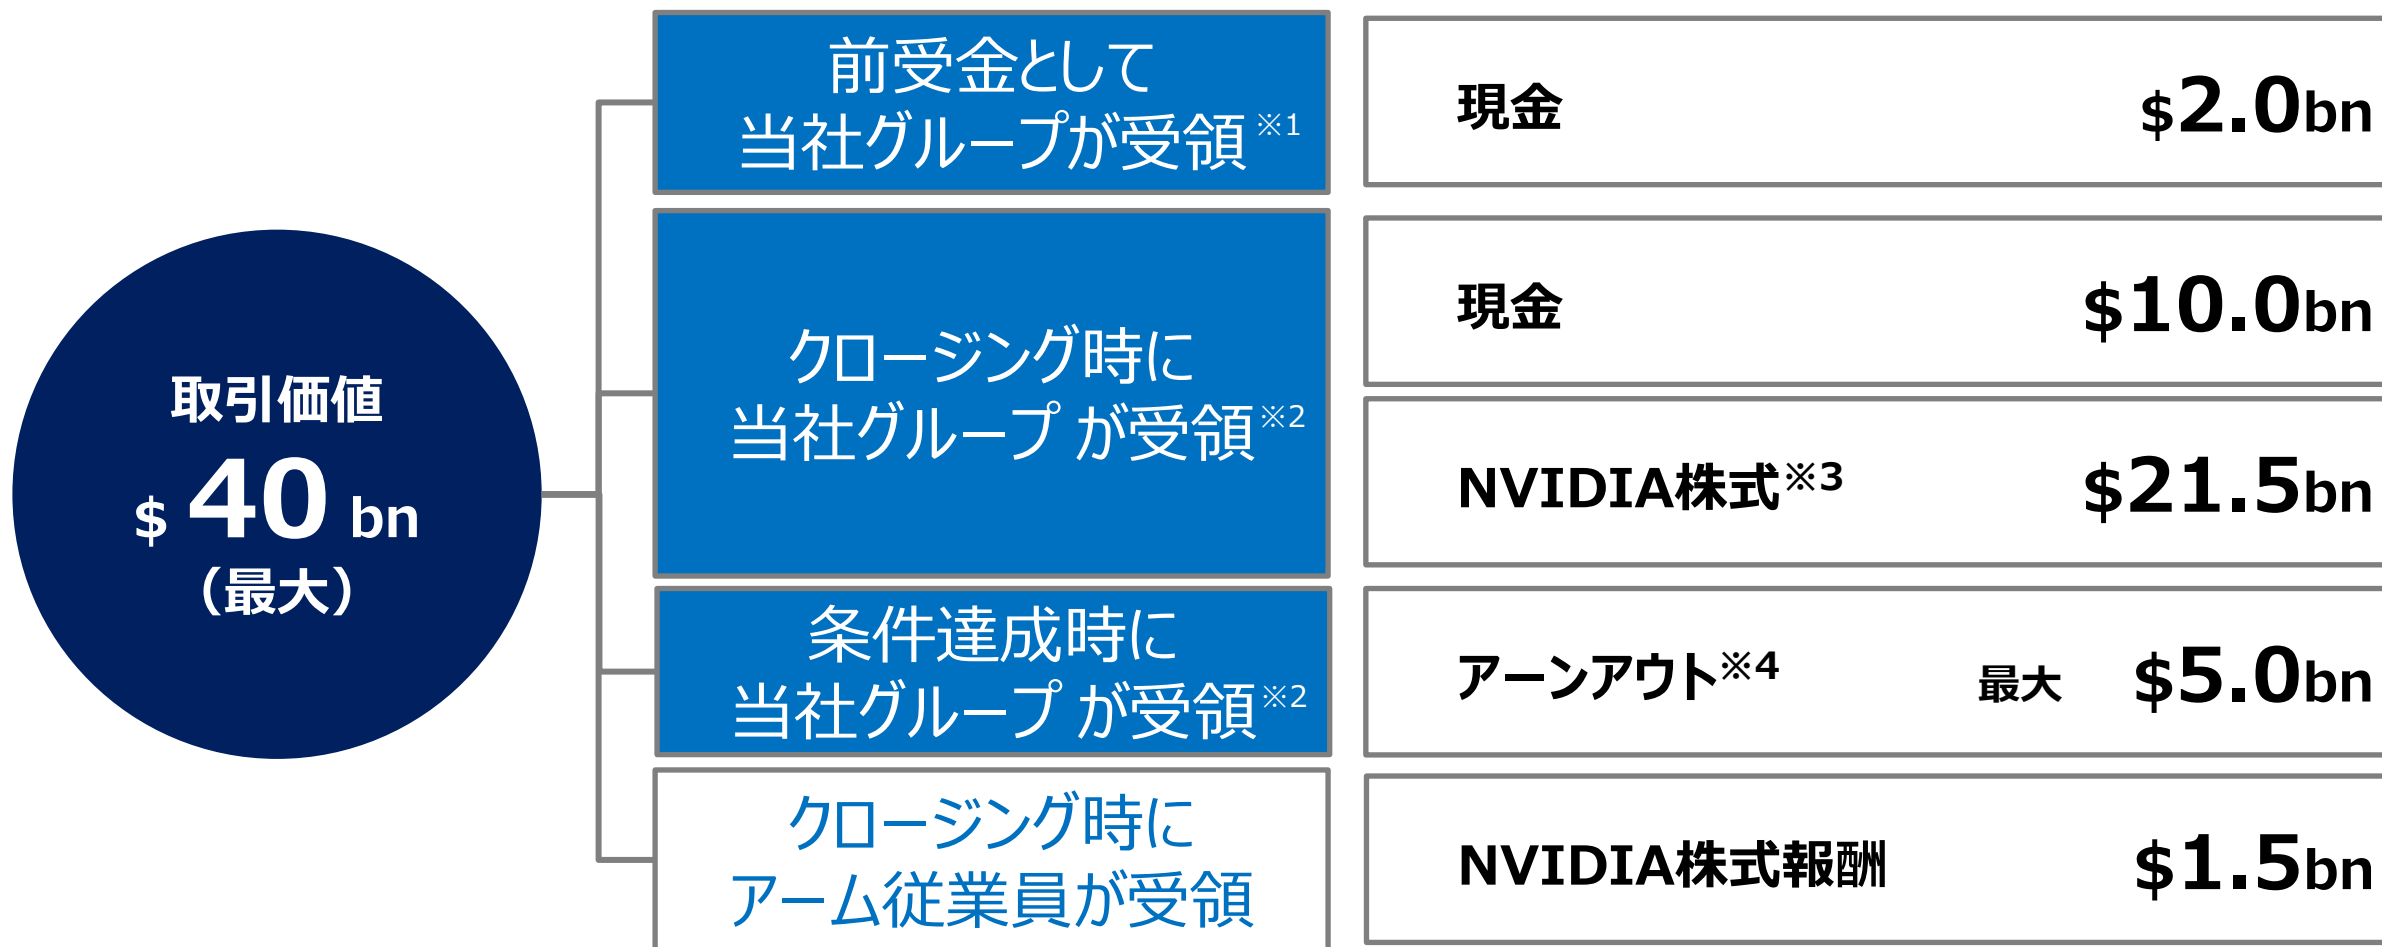 取引価値
$ 40 bn
（最大）
前受金として
当社グループが受領※1
現金 $2.0bn
クロージング時に
当社グループ が受領※2
現金 $10.0bn
NVIDIA株式※3 $21.5bn
条件達成時に
当社グループ が受領※2
アーンアウト※4 最大 $5.0bn
クロージング時に
アーム従業員が受領
NVIDIA株式報酬 $1.5bn